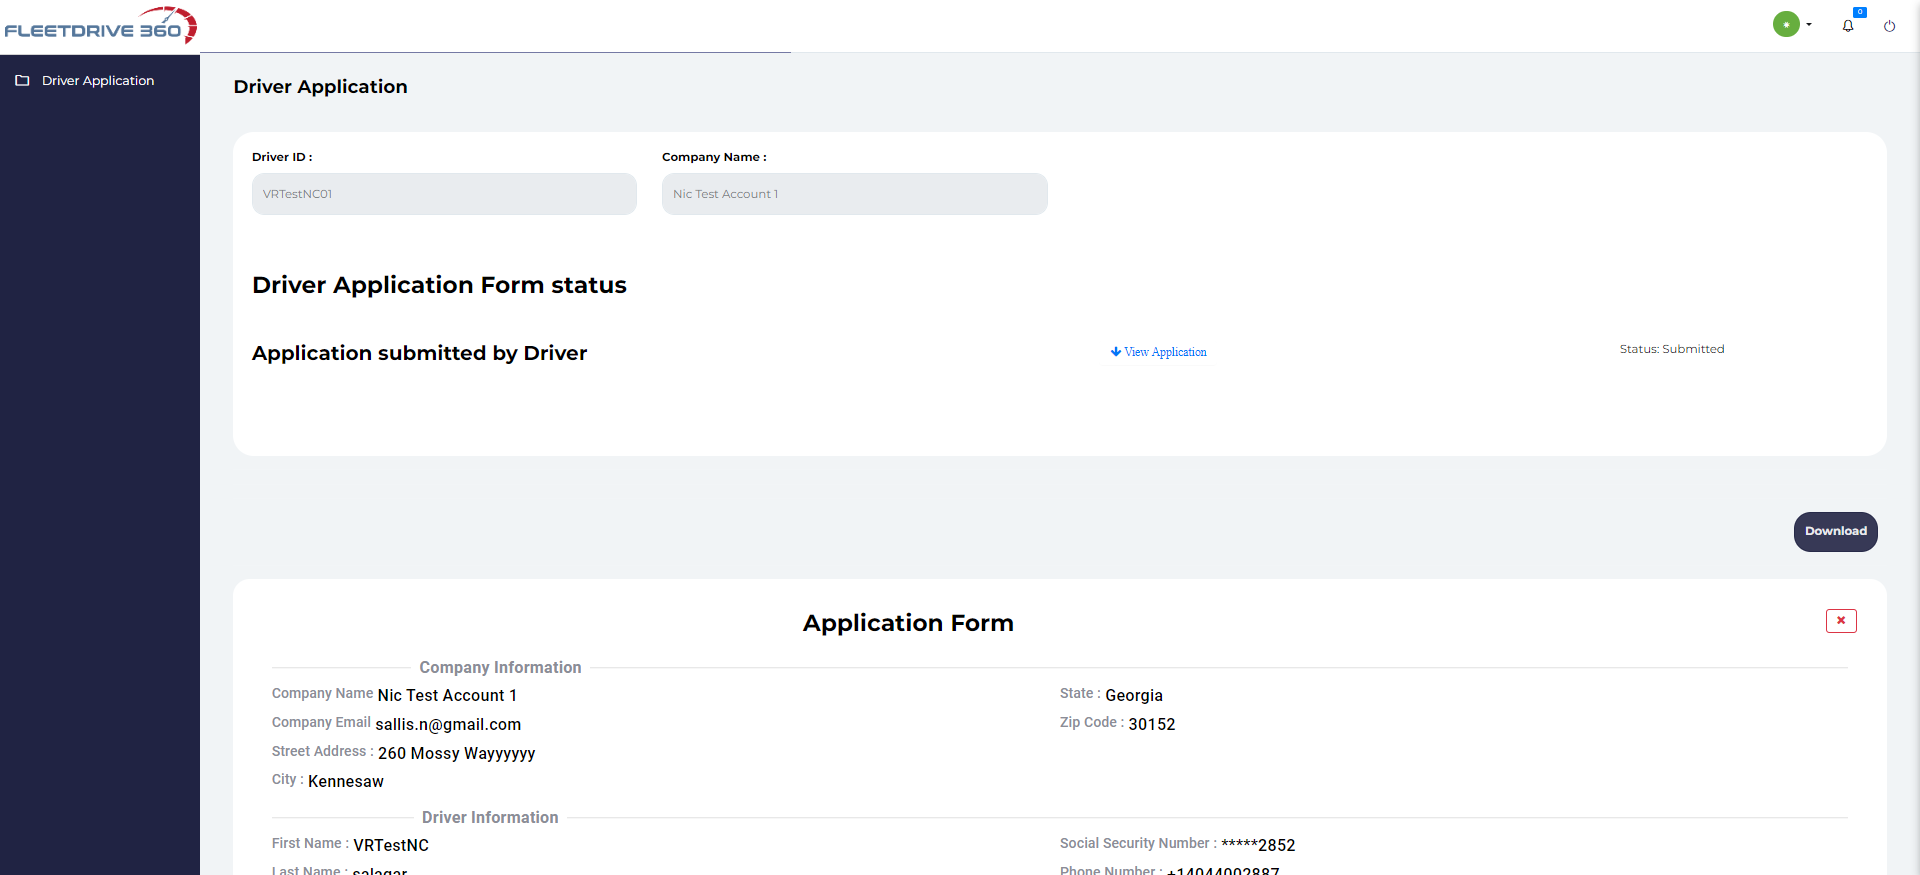 FLEETDRIVE 360
0
Driver Application
Driver Application
Driver ID :
Company Name :
VRTestNC01
Nic Test Account 1
Driver Application Form status
Application submitted by Driver
View Application
Status: Submitted
Download
Application Form
Company Information
Company Name Nic Test Account 1
State : Georgia
Company Email sallis.n@gmail.com
Zip Code : 30152
Street Address : 260 Mossy Wayyyyyy
City : Kennesaw
Driver Information
First Name : VRTestNC
Social Security Number : *****2852
Last Name : salagar
Phone Number : +14044002887